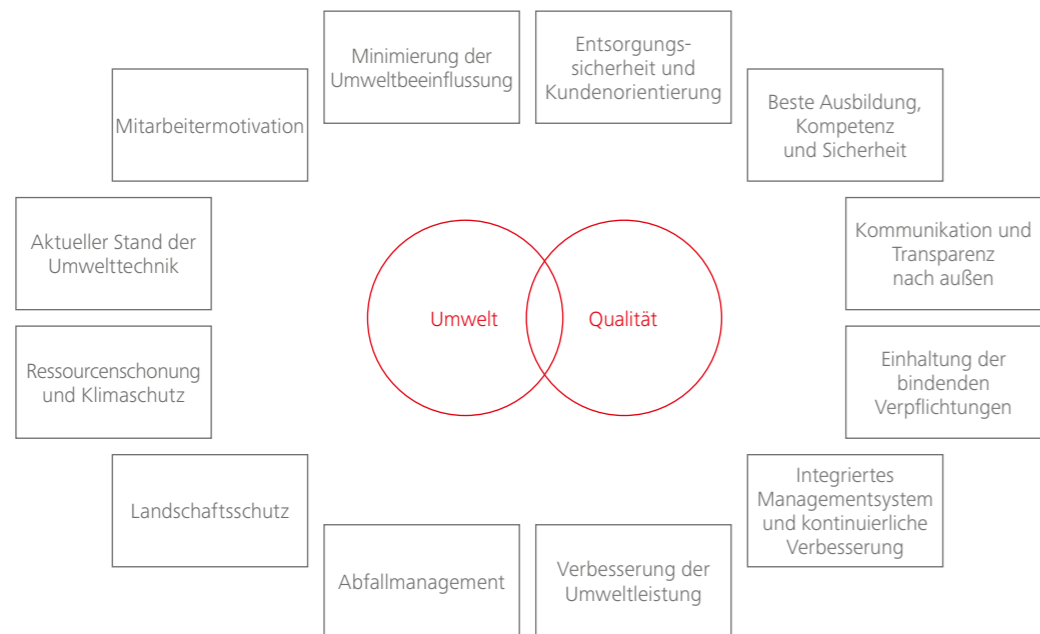 Minimierung der
Umweltbeeinflussung
Entsorgungs-
sicherheit und
Kundenorientierung
Mitarbeitermotivation
Beste Ausbildung,
Kompetenz
und Sicherheit
Aktueller Stand der
Umwelttechnik
Kommunikation und
Transparenz
nach außen
Umwelt
Qualität
Ressourcenschonung
und Klimaschutz
Einhaltung der
bindenden
Verpflichtungen
Landschaftsschutz
Integriertes
Managementsystem
und kontinuierliche
Verbesserung
Abfallmanagement
Verbesserung der
Umweltleistung